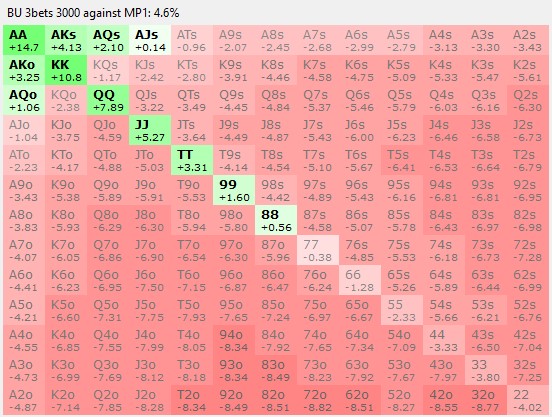 BU 3bets 3000 against MP1: 4.6%
AA AKs AQs AJs ATs A9s A8s A7s A6s A5s A4s A3s A2s
+14.7 +4.13 +2.10 +0.14 -0.96 -2.07 -2.45 -2.68 -2.99 -2.79 -3.13 -3.30 -3.43
AKo KK KQs KJs KTs K9s K8s K7s K6s K5s K4s K3s K2s
+3.25 +10.8 -1.17 -2.42 -2.80 -3.91 -4.46 -4.58 -4.75 -5.09 -5.33 -5.47 -5.61
AQo KQo QQ QJs QTs Q9s Q8s Q7s Q6s Q5s Q4s Q3s Q2s
+1.06 -2.38 +7.89 -3.22 -3.49 -4.45 -4.84 -5.37 -5.46 -5.79 -6.03 -6.16 -6.30
AJo KJo QJo JJ JTs J9s J8s J7s J6s J5s J4s J3s J2s
-1.04 -3.75 -4.59 +5.27 -3.64 -4.49 -4.87 -5.43 -6.00 -6.23 -6.46 -6.58 -6.73
ATo KTo QTo JTo TT T9s T8s T7s T6s T5s T4s T3s T2s
-2.23 -4.17 -4.88 -5.03 +3.31 -4.14 -4.54 -5.10 -5.67 -6.41 -6.53 -6.64 -6.79
A9o K9o Q9o J9o T9o 99 98s 97s 96s 95s 94s 93s 92s
-3.43 -5.38 -5.89 -5.91 -5.53 +1.60 -4.42 -4.89 -5.43 -6.16 -6.81 -6.81 -6.95
A8o K8o Q8o J8o T8o 98o 88 87s 86s 85s 84s 83s 82s
-3.83 -5.93 -6.29 -6.30 -5.94 -5.80 +0.56 -4.58 -5.07 -5.78 -6.43 -6.97 -6.98
A7o K7o Q7o J7o T7o 97o 87o 77 76s 75s 74s 73s 72s
-4.07 -6.05 -6.86 -6.90 -6.54 -6.30 -5.96 -0.38 -4.85 -5.53 -6.18 -6.73 -7.28
A6o K6o Q6o J6o T6o 96o 86o 76o 66 65s 64s 63s 62s
-4.41 -6.23 -6.95 -7.50 -7.15 -6.87 -6.47 -6.24 -1.28 -5.26 -5.89 -6.44 -6.99
A5o K5o Q5o J5o T5o 95o 85o 75o 65o 55 54s 53s 52s
-4.21 -6.60 -7.31 -7.75 -7.93 -7.65 -7.24 -6.97 -6.67 -2.33 -5.66 -6.21 -6.76
A4o K4o Q4o J4o T4o 94o 84o 74o 64o 54o 44 43s 42s
-4.55 -6.85 -7.55 -7.99 -8.05 -8.34 -7.92 -7.65 -7.34 -7.09 -3.33 -6.50 -7.04
A3o K3o Q3o J3o T3o 93o 83o 73o 63o 53o 43o 33 32s
-4.73 -6.99 -7.69 -8.12 -8.18 -8.34 -8.49 -8.23 -7.92 -7.67 -7.97 -3.80 -7.25
A2o K2o Q2o J2o T2o 92o 82o 72o 62o 52o 42o 32o 22
-4.87 -7.14 -7.85 -8.28 -8.34 -8.49 -8.51 -8.82 -8.51 -8.27 -8.55 -8.77 -4.02